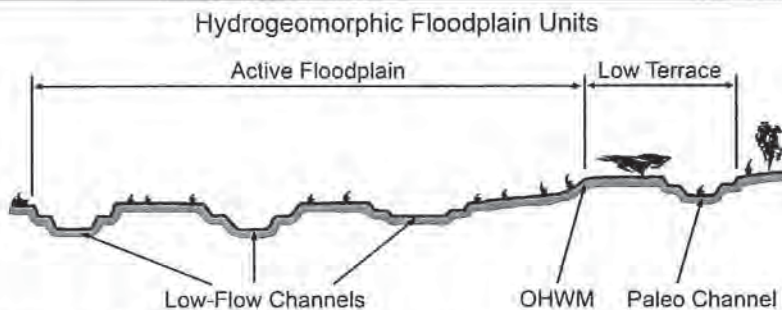 Hydrogeomorphic Floodplain Units
Active Floodplain
Low Terrace
Low-Flow Channels
OHWM
Paleo Channel